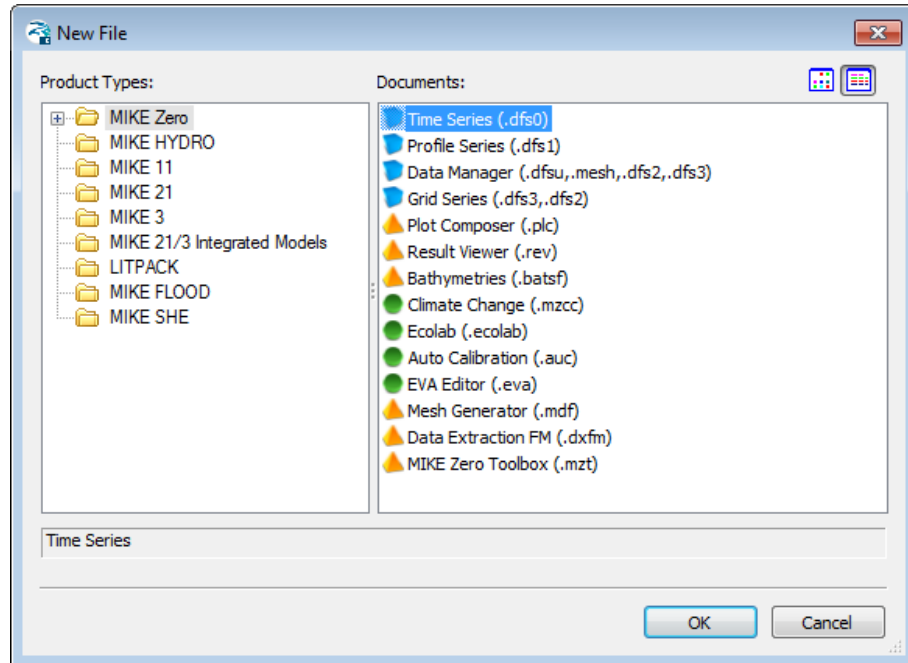 New File
Product Types:
MIKE Zero
MIKE HYDRO
MIKE 11
MIKE 21
MIKE 3
MIKE 21/3 Integrated Models
LITPACK
MIKE FLOOD
MIKE SHE
Documents:
Time Series (.dfs0)
Profile Series (.dfs1)
Data Manager (.dfsu,.mesh,.dfs2,.dfs3)
Grid Series (.dfs3,.dfs2)
Plot Composer (.plc)
Result Viewer (.rev)
Bathymetries (.batsf)
Climate Change (.mzcc)
Ecolab (.ecolab)
Auto Calibration (.auc)
EVA Editor (.eva)
Mesh Generator (.mdf)
Data Extraction FM (.dxfm)
MIKE Zero Toolbox (.mzt)
Time Series
OK
Cancel